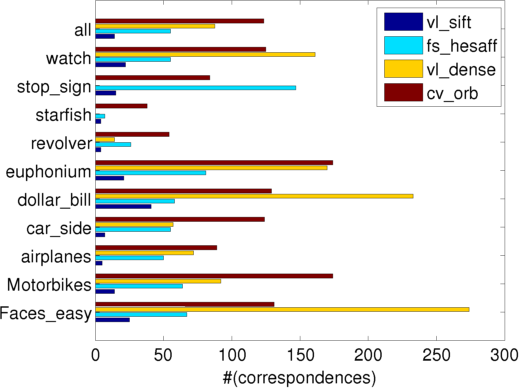 all
watch
stop_sign
starfish
revolver
euphonium
dollar_bill
car_side
airplanes
Motorbikes
Faces_easy
vl_sift
fs_hesaff
vl_dense
cv_orb
0 50 100 150 200 250 300
#(correspondences)